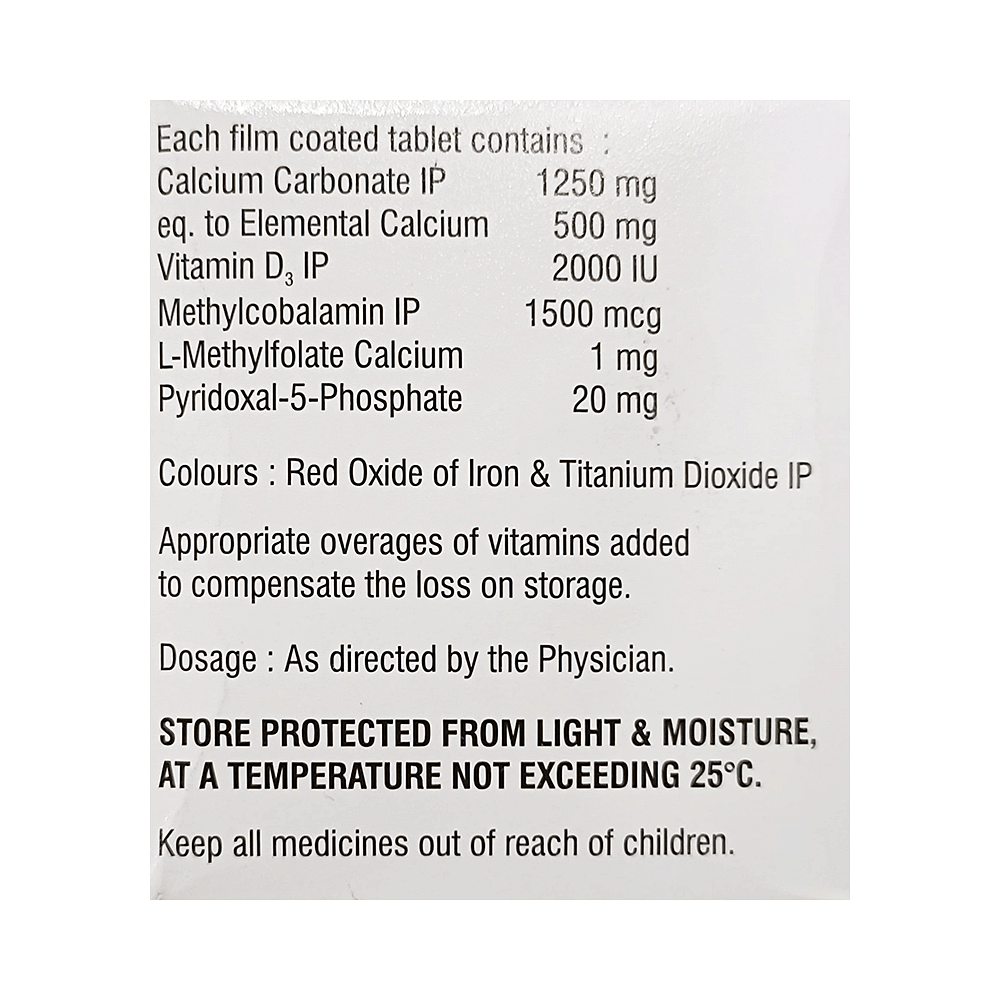 Each film coated tablet contains :
Calcium Carbonate IP 1250 mg
eq. to Elemental Calcium 500 mg
Vitamin D₃ IP 2000 IU
Methylcobalamin IP 1500 mcg
L-Methylfolate Calcium 1 mg
Pyridoxal-5-Phosphate 20 mg
Colours : Red Oxide of Iron & Titanium Dioxide IP
Appropriate overages of vitamins added
to compensate the loss on storage.
Dosage : As directed by the Physician.
STORE PROTECTED FROM LIGHT & MOISTURE,
AT A TEMPERATURE NOT EXCEEDING 25°C.
Keep all medicines out of reach of children.